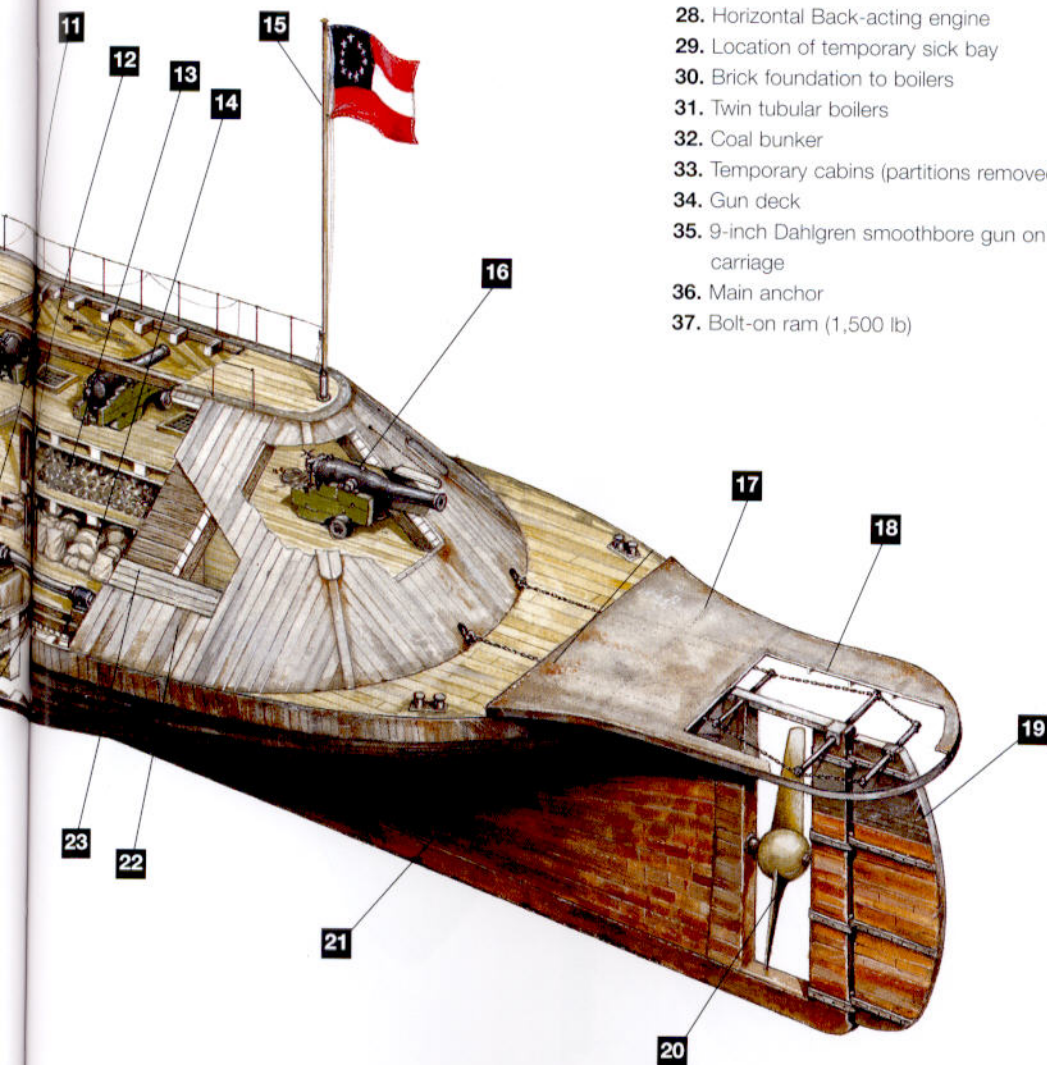 11
15
12
13
14
16
17
18
19
23
22
21
20
28. Horizontal Back-acting engine
29. Location of temporary sick bay
30. Brick foundation to boilers
31. Twin tubular boilers
32. Coal bunker
33. Temporary cabins (partitions remove
34. Gun deck
35. 9-inch Dahlgren smoothbore gun on
carriage
36. Main anchor
37. Bolt-on ram (1,500 lb)